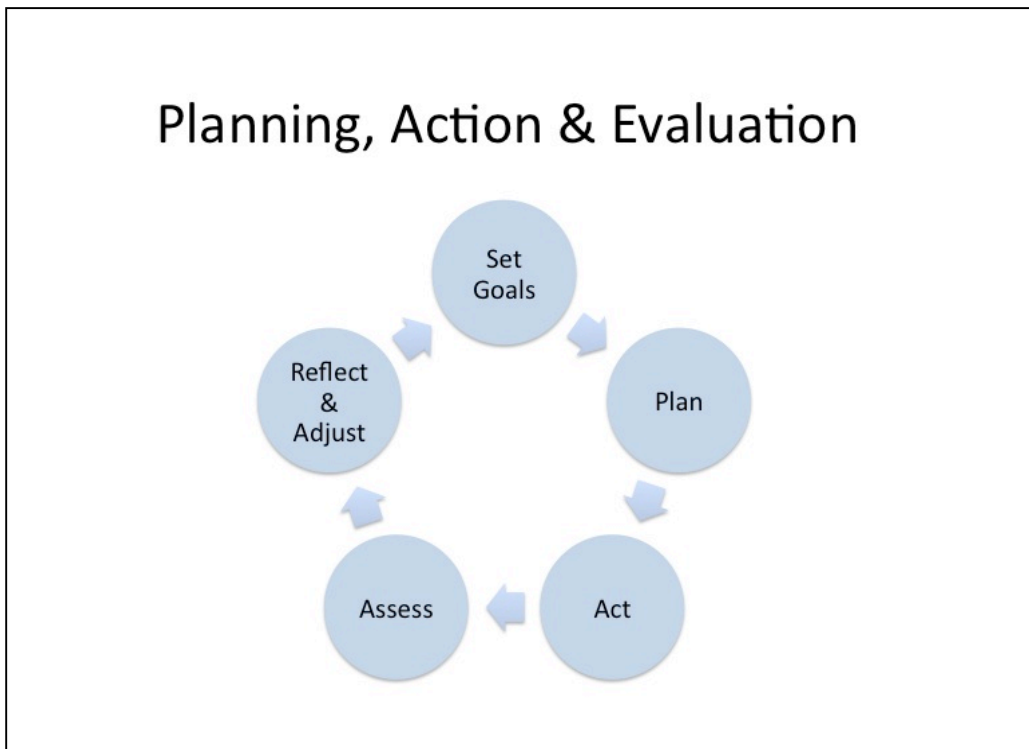 Planning, Action & Evaluation
Set
Goals
Plan
Act
Assess
Reflect
&
Adjust